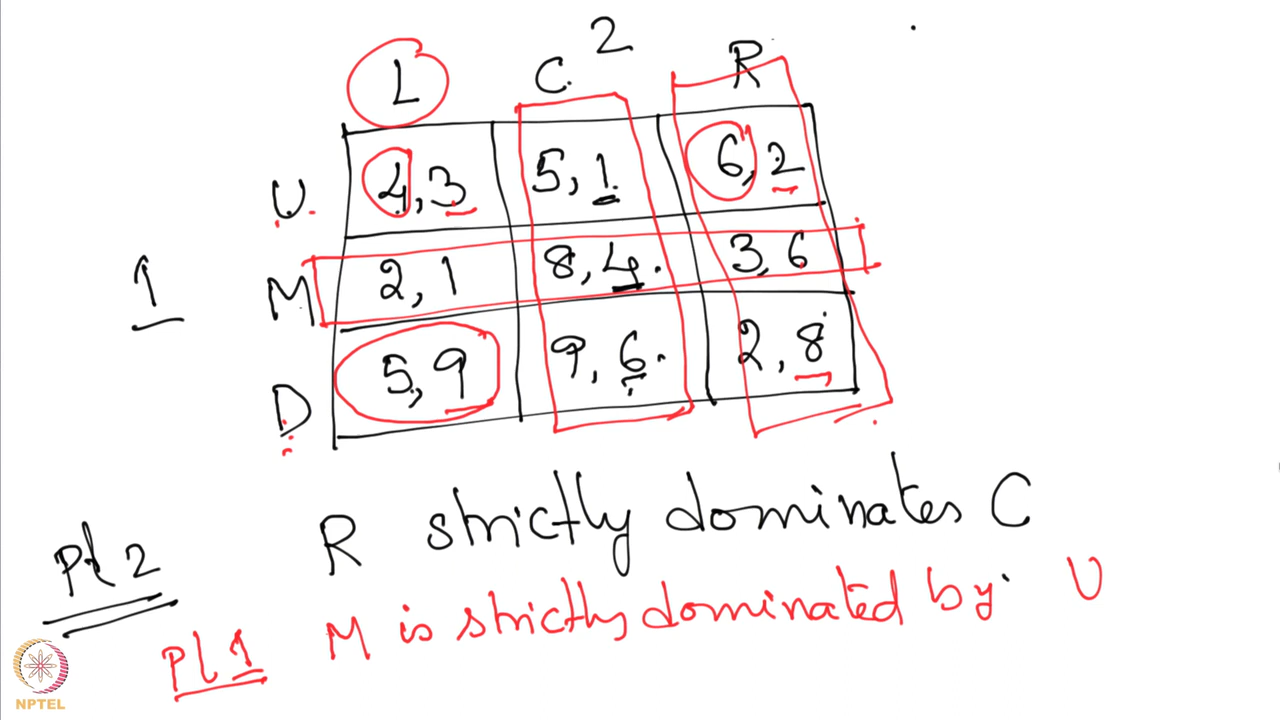 2
L C R
U 4,3 5,1 6,2
1 M 2,1 8,4 3,6
D 5,9 9,6 2,8
Pl 2 R strictly dominates C
Pl 1 M is strictly dominated by U
NPTEL